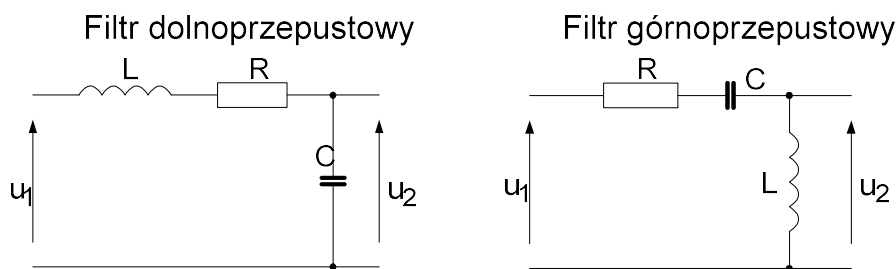 Filtr dolnoprzepustowy
L
R
C
u1
u2
Filtr górnoprzepustowy
R
C
L
u1
u2